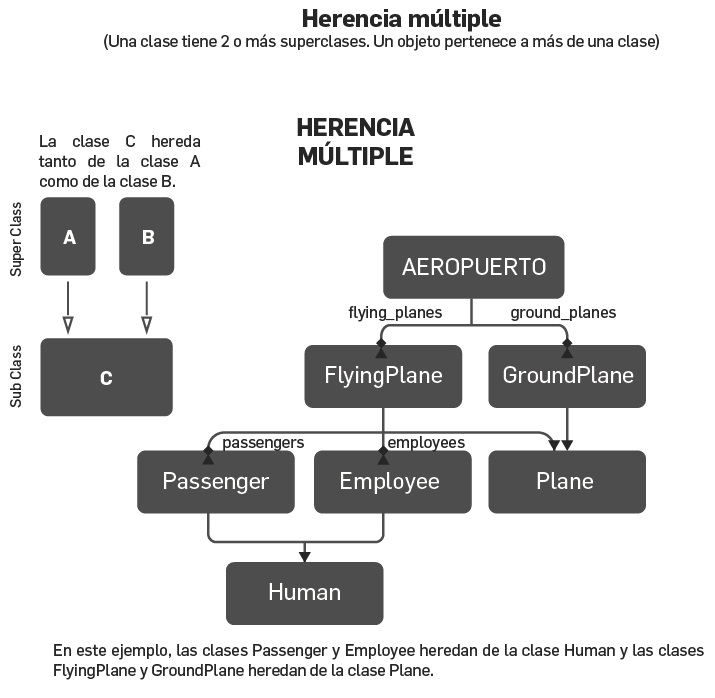 Herencia múltiple
(Una clase tiene 2 o más superclases. Un objeto pertenece a más de una clase)
HERENCIA
MÚLTIPLE
La clase C hereda
tanto de la clase A
como de la clase B.
Super Class
A
B
Sub Class
C
AEROPUERTO
flying_planes
ground_planes
FlyingPlane
GroundPlane
passengers
employees
Passenger
Employee
Plane
Human
En este ejemplo, las clases Passenger y Employee heredan de la clase Human y las clases
FlyingPlane y GroundPlane heredan de la clase Plane.